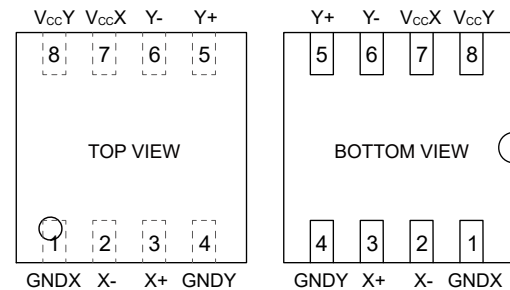 VccY VccX Y- Y+
8 7 6 5
TOP VIEW
1 2 3 4
GNDX X- X+ GNDY
Y+ Y- VccX VccY
5 6 7 8
BOTTOM VIEW
4 3 2 1
GNDY X+ X- GNDX